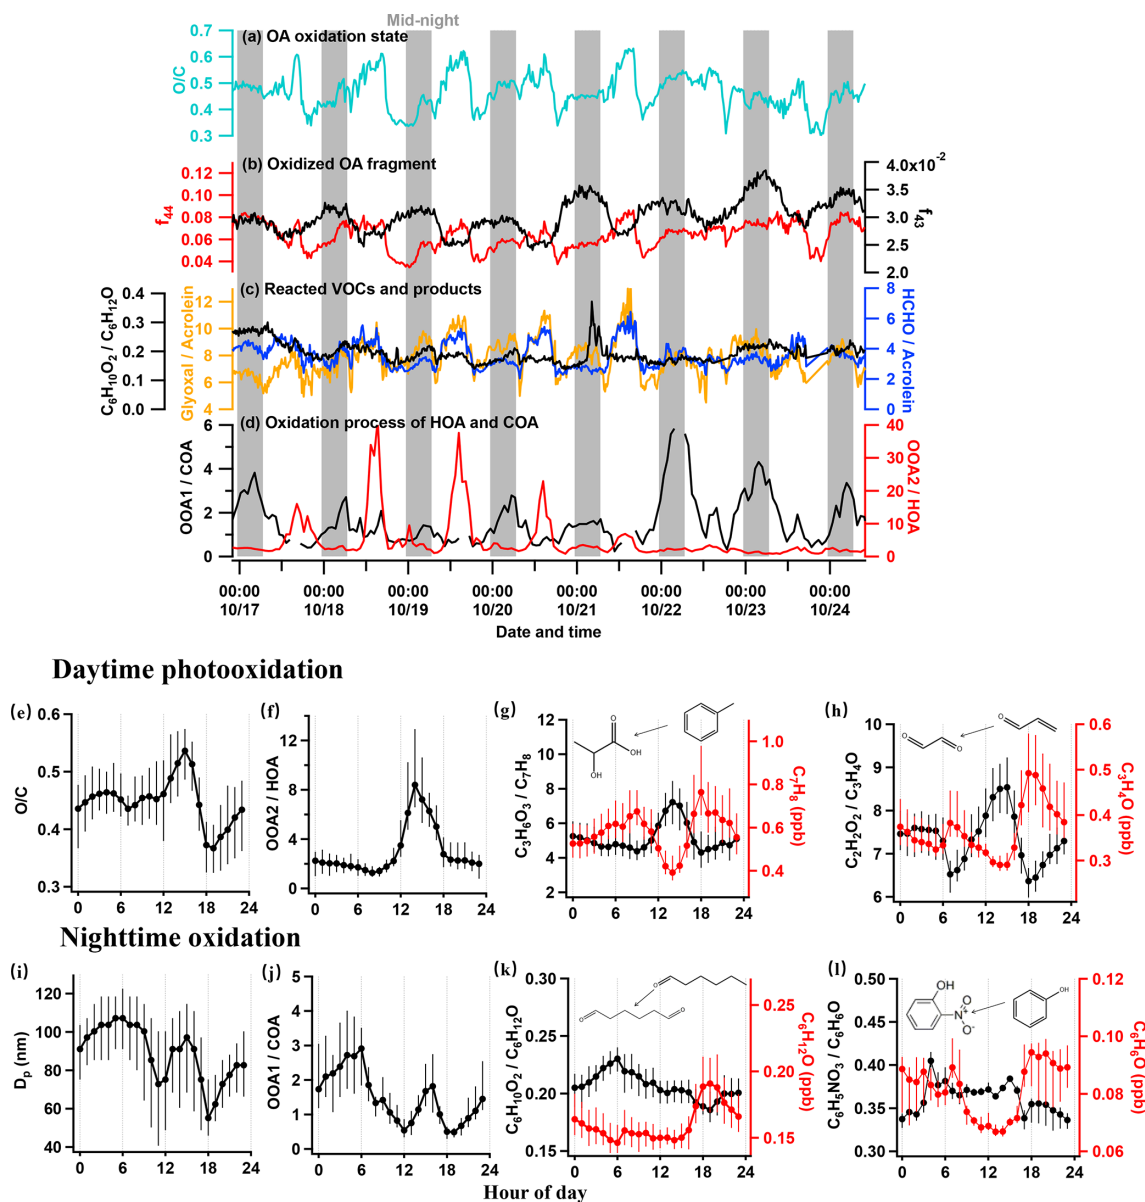 Mid-night
(a) OA oxidation state
0.7
0.6
0.5
0.4
0.3
O/C
(b) Oxidized OA fragment
0.12
0.10
0.08
0.06
0.04
f44
4.0x10-2
3.5
3.0
2.5
2.0
f43
(c) Reacted VOCs and products
0.4
0.3
0.2
0.1
0.0
C6H10O2 / C6H12O
12
10
8
6
4
Glyoxal / Acrolein
8
6
4
2
0
HCHO / Acrolein
(d) Oxidation process of HOA and COA
6
4
2
0
OOA1 / COA
40
30
20
10
0
OOA2 / HOA
00:00 00:00 00:00 00:00 00:00 00:00 00:00 00:00
10/17 10/18 10/19 10/20 10/21 10/22 10/23 10/24
Date and time
Daytime photooxidation
(e)
0.6
0.5
0.4
0.3
O/C
0 6 12 18 24
(f)
12
8
4
0
OOA2 / HOA
0 6 12 18 24
(g)
12
10
8
6
4
2
C3H6O3 / C7H8
O
OH
OH
1.0
0.8
0.6
0.4
C7H8 (ppb)
0 6 12 18 24
(h)
10
9
8
7
6
C2H2O2 / C3H4O
O
O
O
0.6
0.5
0.4
0.3
C3H4O (ppb)
0 6 12 18 24
Nighttime oxidation
(i)
120
100
80
60
40
Dp (nm)
0 6 12 18 24
(j)
5
4
3
2
1
0
OOA1 / COA
0 6 12 18 24
(k)
0.30
0.25
0.20
0.15
C6H10O2 / C6H12O
O
O
O
0.25
0.20
0.15
C6H12O (ppb)
0 6 12 18 24
(l)
0.50
0.45
0.40
0.35
0.30
C6H5NO3 / C6H6O
OH
O
N+
O-
OH
0.12
0.10
0.08
0.06
C6H6O (ppb)
0 6 12 18 24
Hour of day